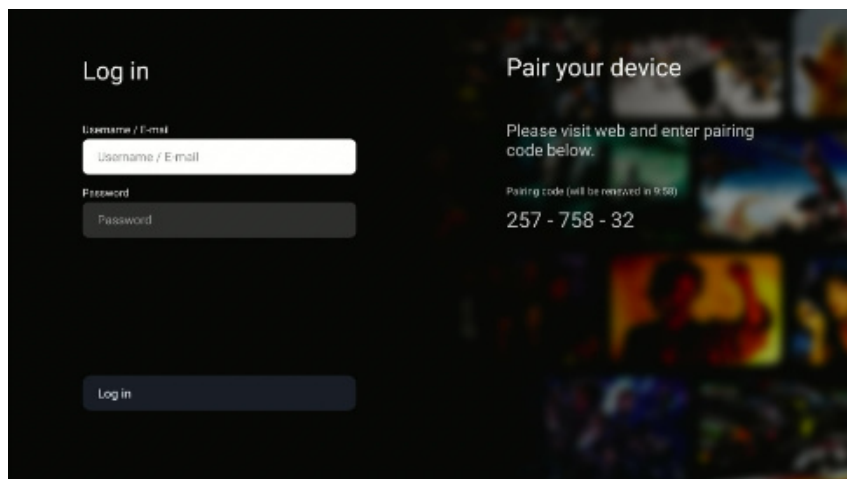 Log in
Username / E-mail
Username / E-mail
Password
Password
Log in
Pair your device
Please visit web and enter pairing
code below.
Pairing code (will be renewed in 9:58)
257 - 758 - 32